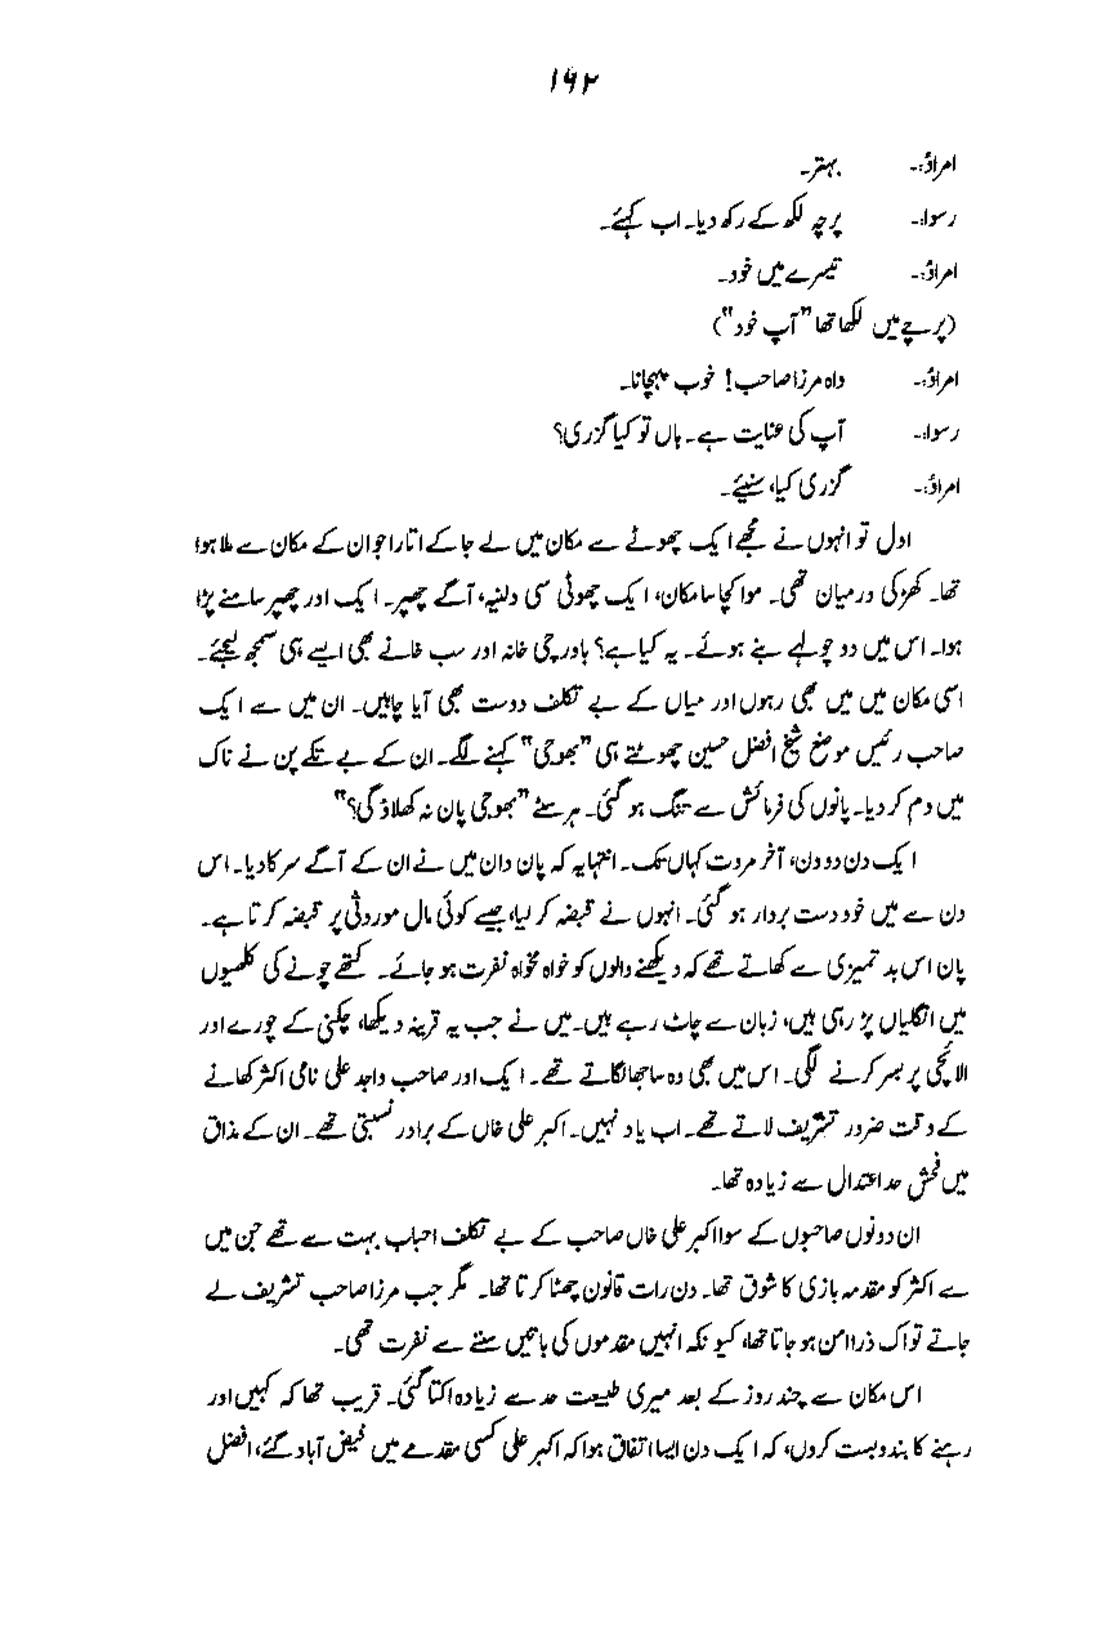 ۱۶۲
امراؤ:۔ بہتر۔
رسوا:۔ پرچہ لکھ کے رکھ دیا۔ اب کہئے۔
امراؤ:۔ تیسرے میں خود۔
(پرچے میں لکھا تھا "آپ خود")
امراؤ:۔ واہ مرزا صاحب! خوب پہچانا۔
رسوا:۔ آپ کی عنایت ہے۔ ہاں تو کیا گزری؟
امراؤ:۔ گزری کیا، سنیئے۔
اول تو انہوں نے مجھے ایک چھوٹے سے مکان میں لے جا کے اتارا جو ان کے مکان سے ملا ہوا
تھا۔ کھڑکی درمیان تھی۔ موا کچا سا مکان، ایک چھوٹی سی دلنیہ، آگے چھپر۔ ایک اور چھپر سامنے پڑا
ہوا۔ اس میں دو چولہے بنے ہوئے۔ یہ کیا ہے؟ باورچی خانہ اور سب خانے بھی ایسے ہی سمجھ لیجئے۔
اسی مکان میں میں بھی رہوں اور میاں کے بے تکلف دوست بھی آیا چاہیں۔ ان میں سے ایک
صاحب رئیس موضع شیخ افضل حسین چھوٹتے ہی "بھوجی" کہنے لگے۔ ان کے بے تکے پن نے ناک
میں دم کر دیا۔ پانوں کی فرمائش سے تنگ ہو گئی۔ ہر سٹے "بھوجی پان نہ کھلاؤ گی؟"
ایک دن دو دن، آخر مروت کہاں تک۔ انتہا یہ کہ پان دان میں نے ان کے آگے سرکا دیا۔ اس
دن سے میں خود دست بردار ہو گئی۔ انہوں نے قبضہ کر لیا، جیسے کوئی مال موروثی پر قبضہ کرتا ہے۔
پان اس بد تمیزی سے کھاتے تھے کہ دیکھنے والوں کو خواہ مخواہ نفرت ہو جائے۔ کتھے چونے کی کلھیوں
میں انگلیاں پڑ رہی ہیں، زبان سے چاٹ رہے ہیں۔ میں نے جب یہ قرینہ دیکھا، چکنی کے چورے اور
الائچی پر بسر کرنے لگی۔ اس میں بھی وہ ساجھا لگاتے تھے۔ ایک اور صاحب واجد علی نامی اکثر کھانے
کے وقت ضرور تشریف لاتے تھے۔ اب یاد نہیں۔ اکبر علی خاں کے برادر نسبتی تھے۔ ان کے مذاق
میں فحش حد اعتدال سے زیادہ تھا۔
ان دونوں صاحبوں کے سوا اکبر علی خاں صاحب کے بے تکلف احباب بہت سے تھے جن میں
سے اکثر کو مقدمہ بازی کا شوق تھا۔ دن رات قانون چھنٹا کرتا تھا۔ مگر جب مرزا صاحب تشریف لے
جاتے تو اک ذرا امن ہو جاتا تھا، کیونکہ انہیں مقدموں کی باتیں سننے سے نفرت تھی۔
اس مکان سے چند روز کے بعد میری طبیعت حد سے زیادہ اکتا گئی۔ قریب تھا کہ کہیں اور
رہنے کا بندوبست کروں، کہ ایک دن ایسا اتفاق ہوا کہ اکبر علی کسی مقدمے میں فیض آباد گئے، افضل